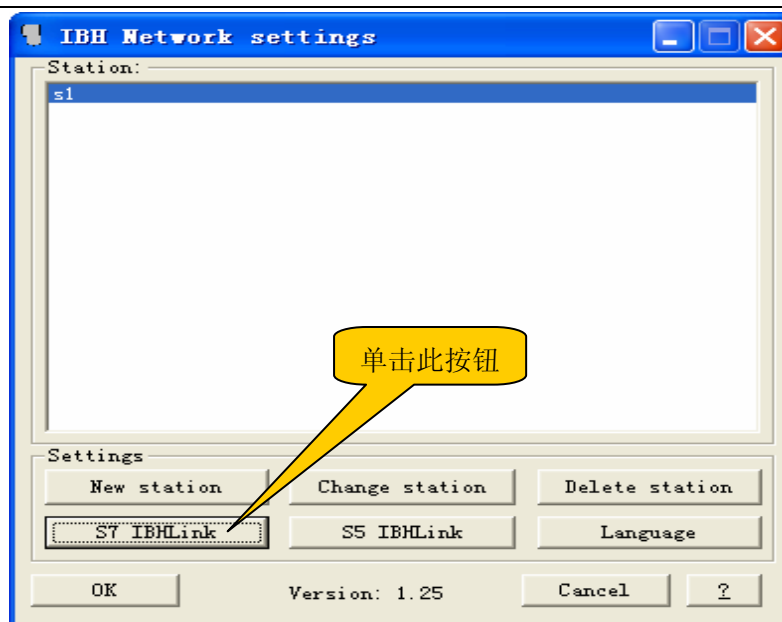 IBH Network settings
Station:
s1
单击此按钮
Settings
New station
Change station
Delete station
S7 IBHLink
S5 IBHLink
Language
OK
Version: 1.25
Cancel
?